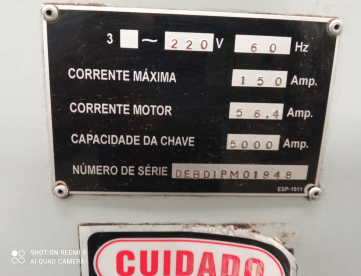 3 ~ 220 V 60 Hz
CORRENTE MÁXIMA 150 Amp.
CORRENTE MOTOR 56.4 Amp.
CAPACIDADE DA CHAVE 5000 Amp.
NÚMERO DE SÉRIE DEBD1PM01948
ESP-1011
CUIDADO
SHOT ON REDMI
AI QUAD CAMERA